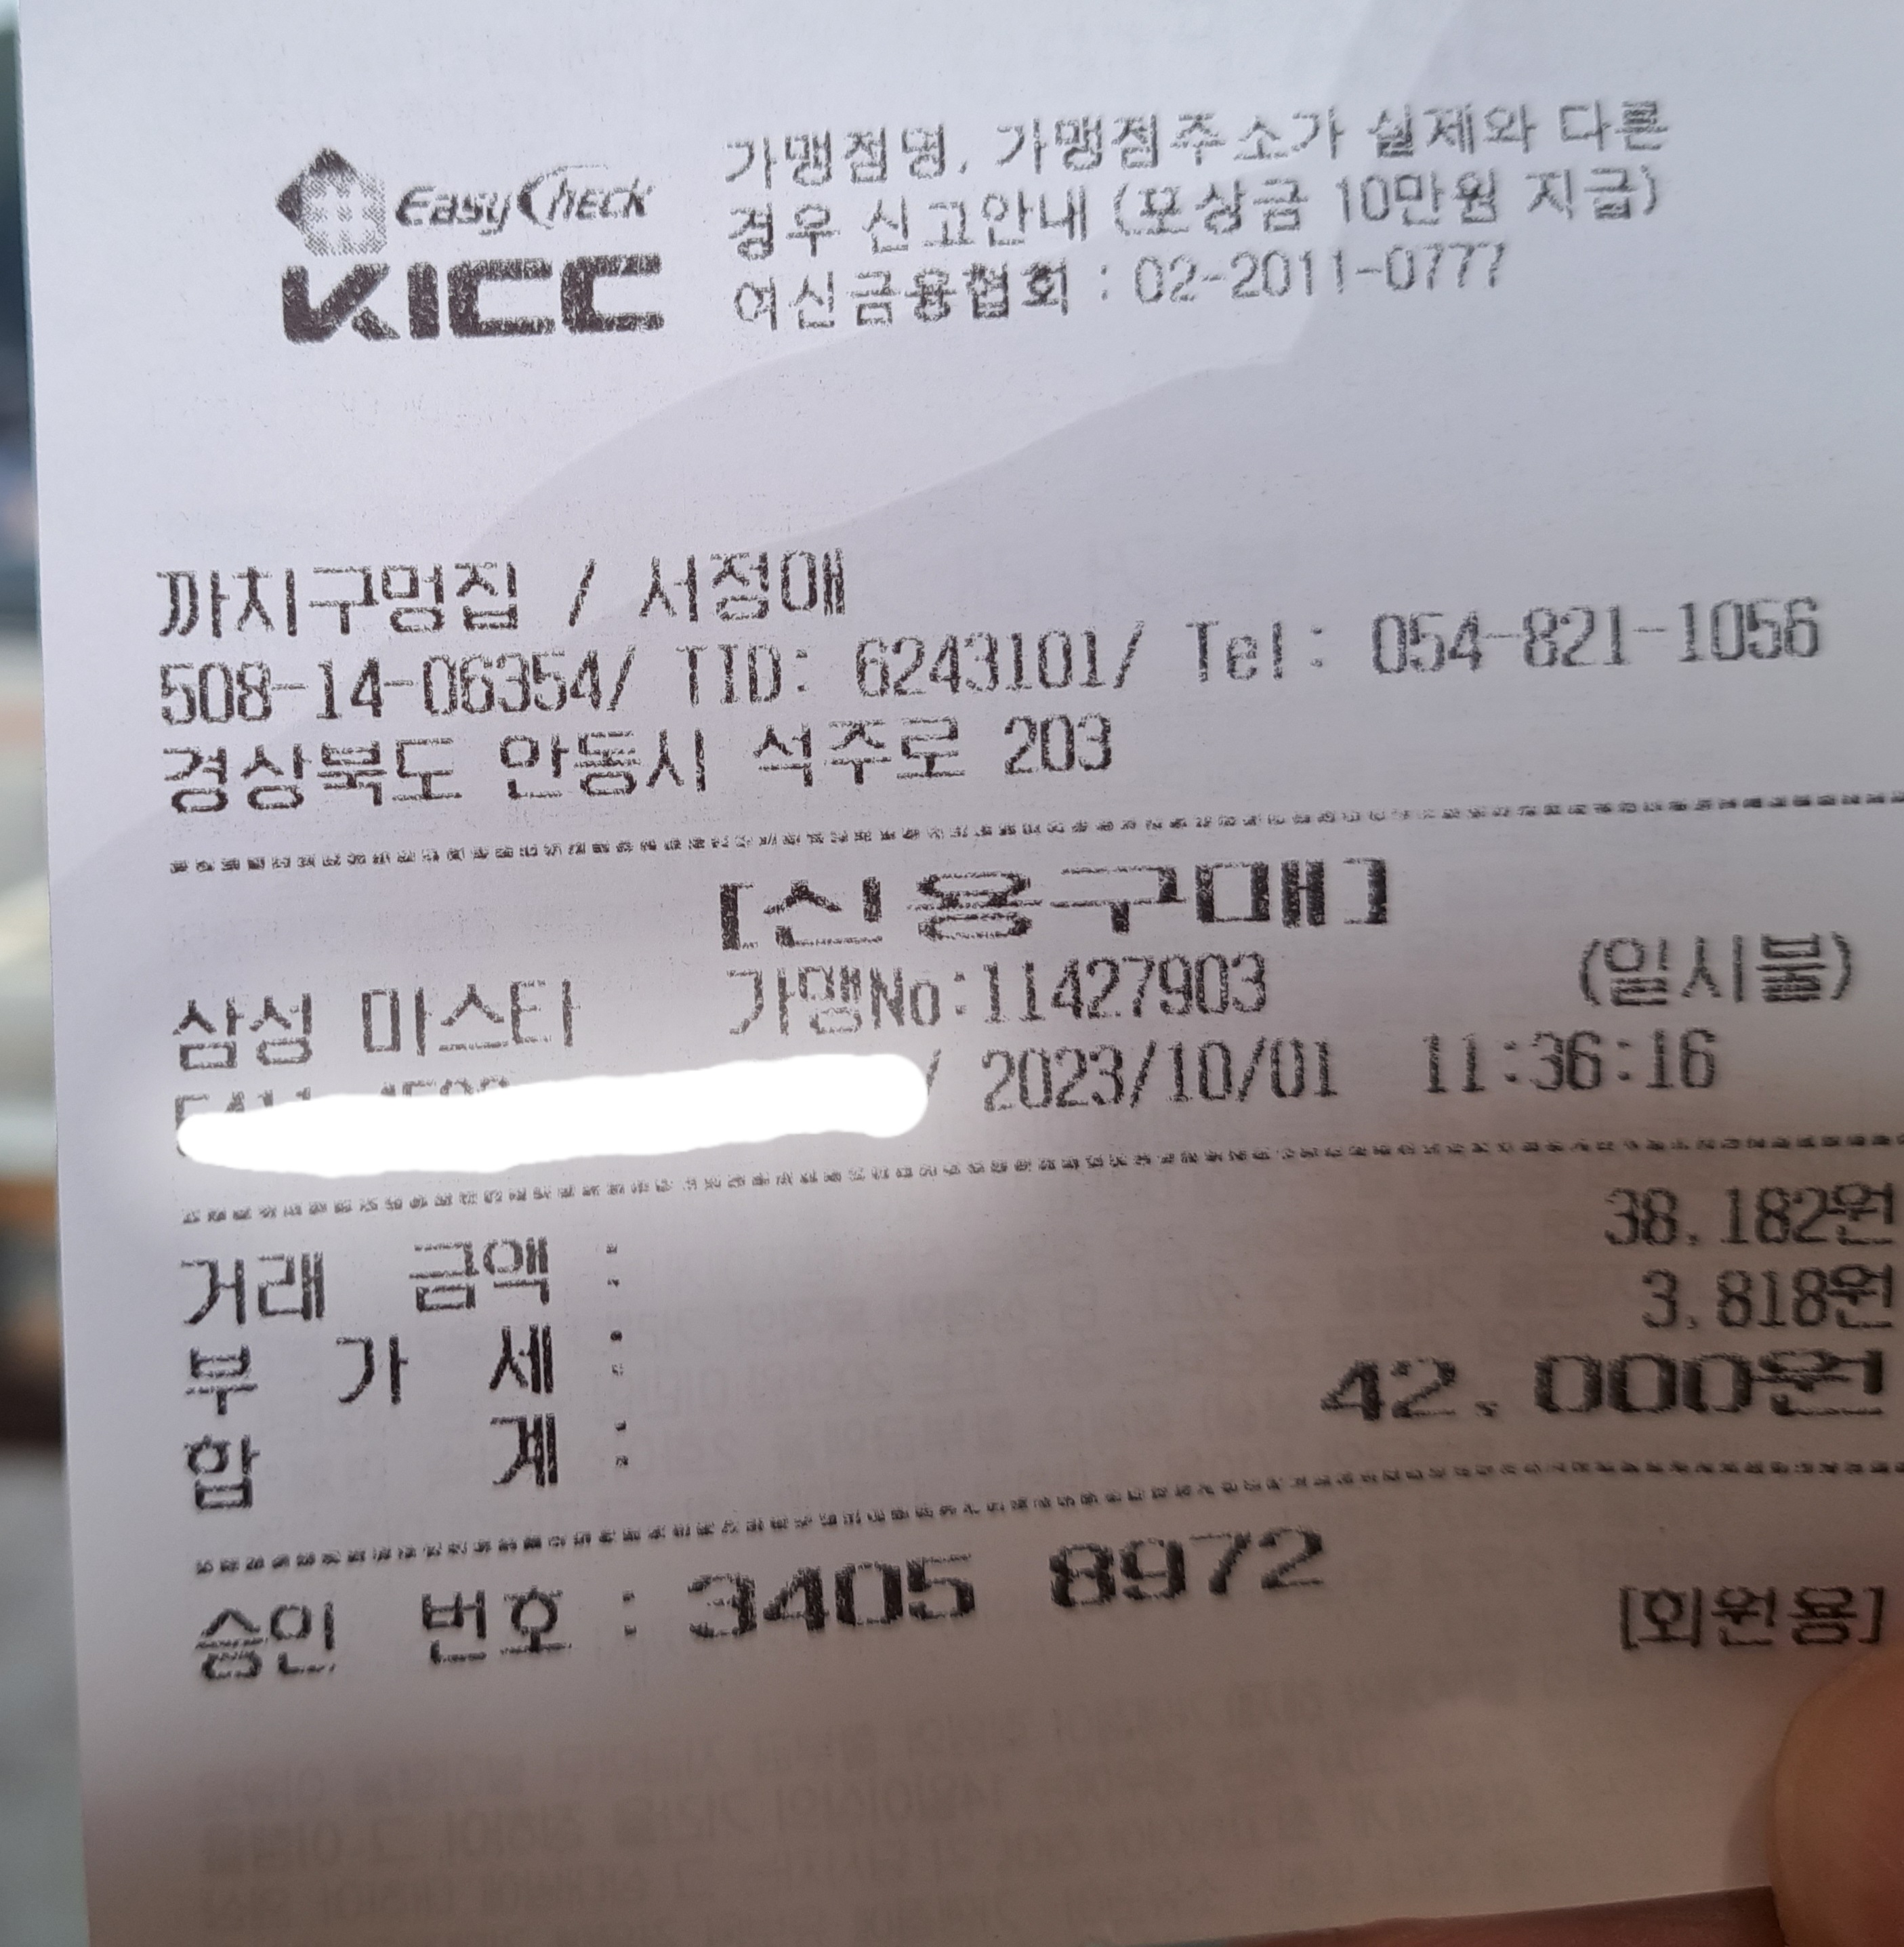 EasyCheck
KICC
가맹점명, 가맹점주소가 실제와 다른
경우 신고안내 (포상금 10만원 지급)
여신금융협회 : 02-2011-0777
까치구멍집 / 서정애
508-14-06354/ TID: 6243101/ Tel: 054-821-1056
경상북도 안동시 석주로 203
[신용구매]
삼성 마스타 가맹No:11427903 (일시불)
/ 2023/10/01 11:36:16
거래 금액 : 38,182원
부 가 세 : 3,818원
합 계 : 42,000원
승인 번호 : 3405 8972
[회원용]